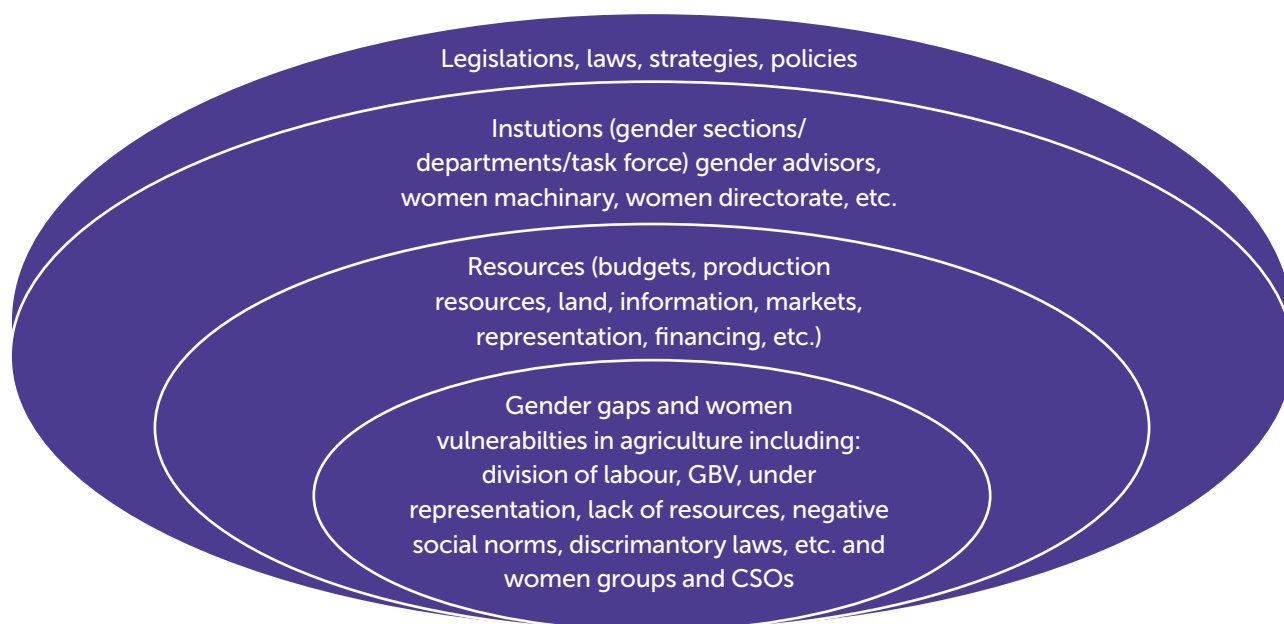 Legislations, laws, strategies, policies
Instutions (gender sections/
departments/task force) gender advisors,
women machinary, women directorate, etc.
Resources (budgets, production
resources, land, information, markets,
representation, financing, etc.)
Gender gaps and women
vulnerabilties in agriculture including:
division of labour, GBV, under
representation, lack of resources, negative
social norms, discrimantory laws, etc. and
women groups and CSOs